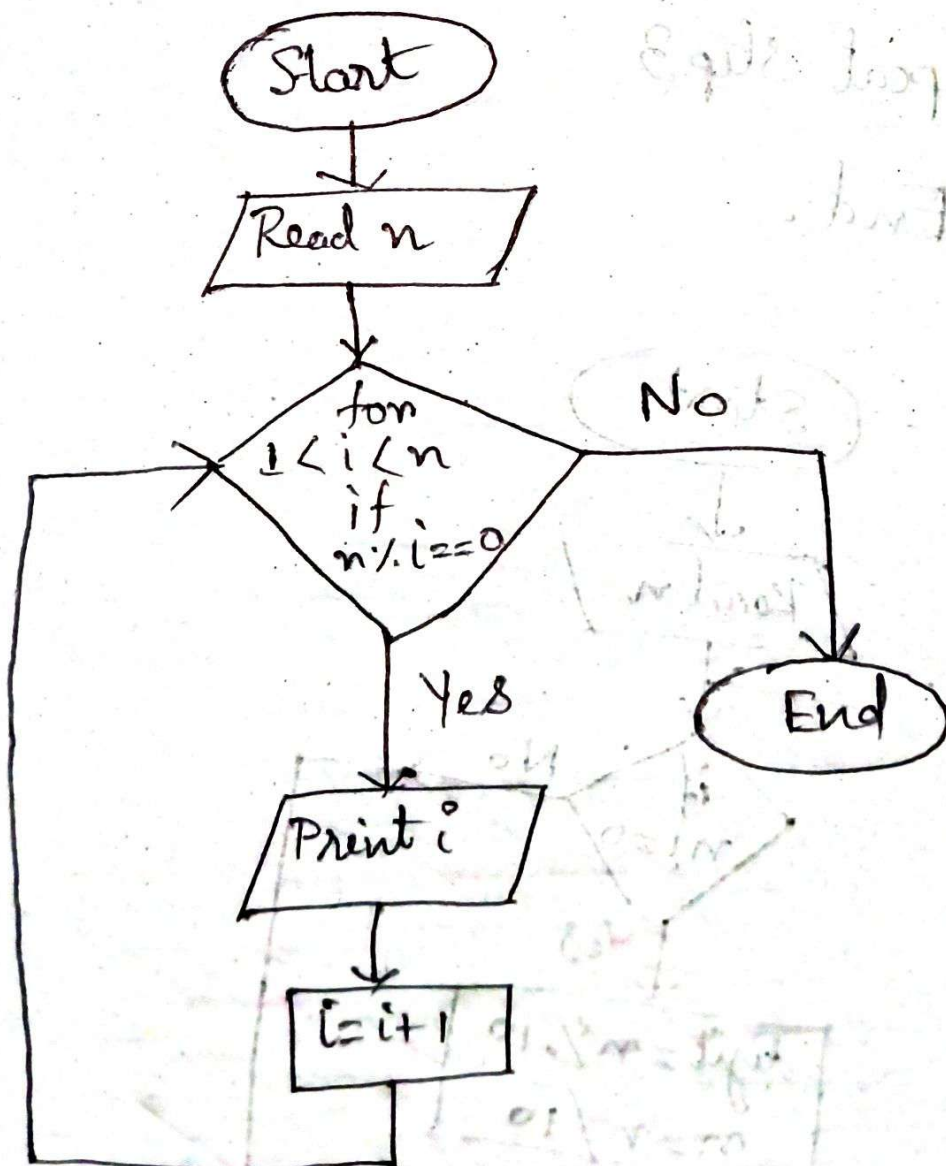 Start
Read n
for
1 < i < n
if
n % i == 0
No
Yes
End
Print i
i = i + 1